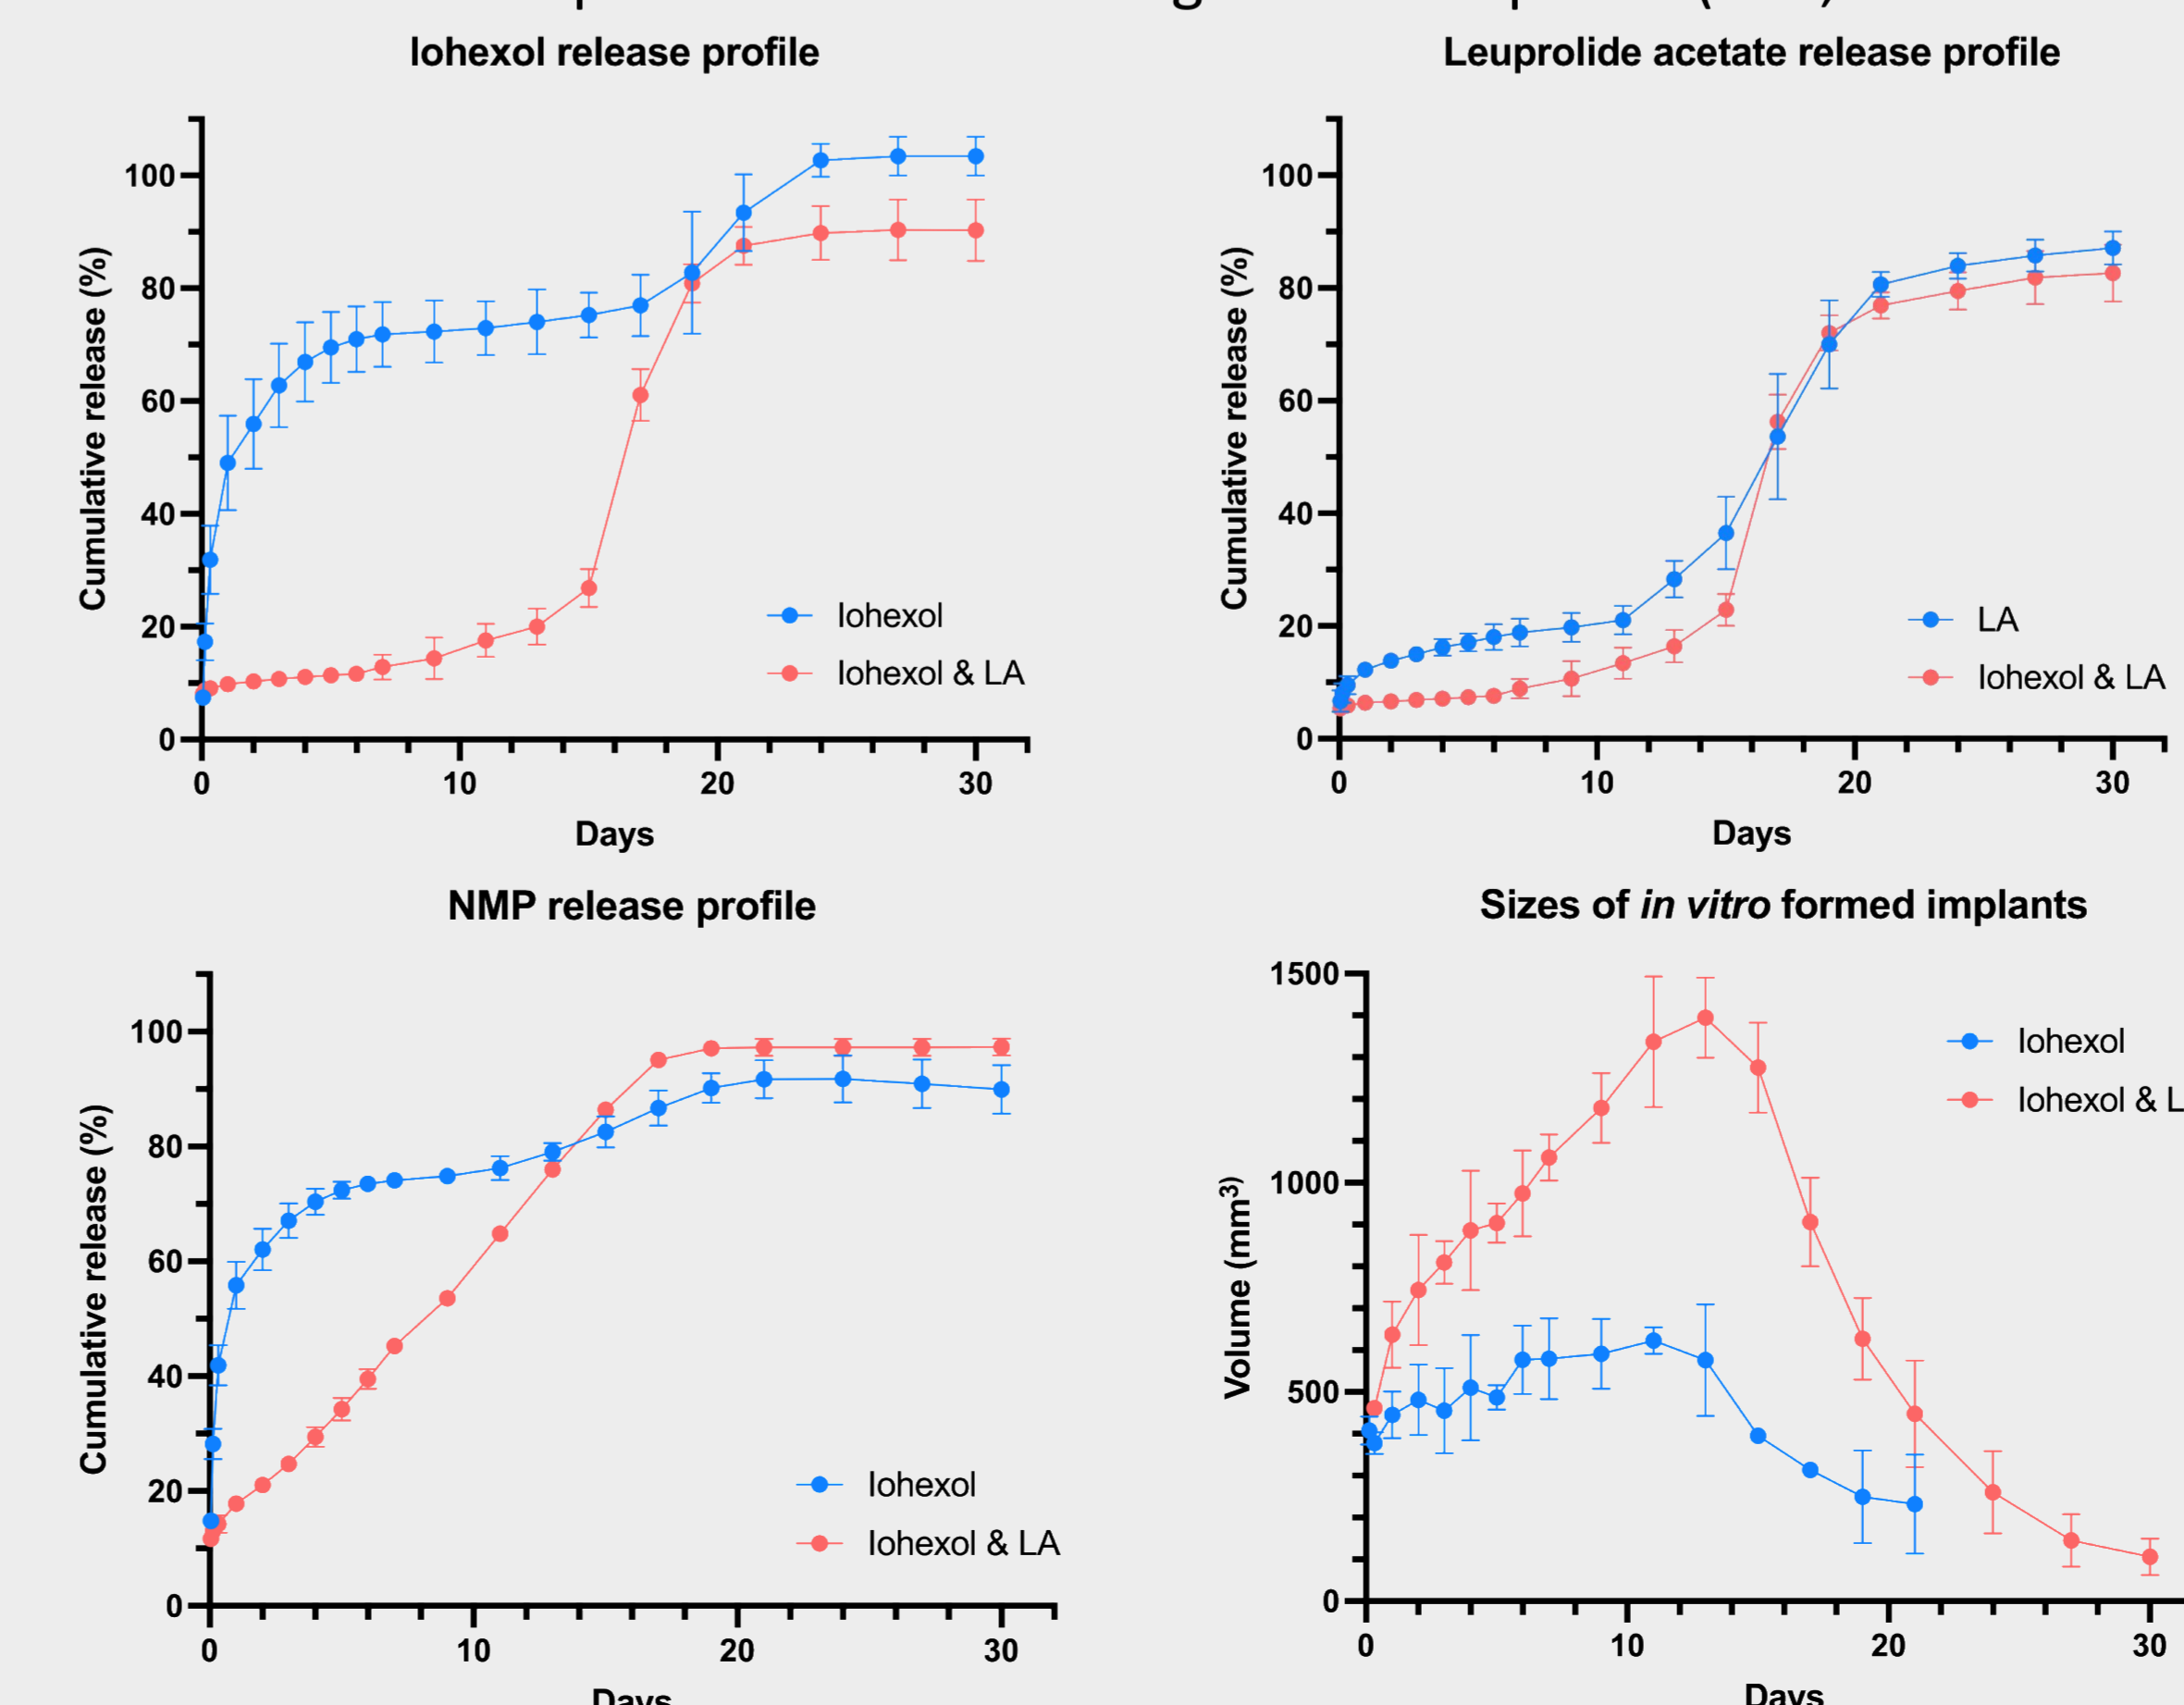 Iohexol release profile
Cumulative release (%)
100
80
60
40
20
0
0 10 20 30
Days
Iohexol
Iohexol & LA
Leuprolide acetate release profile
Cumulative release (%)
100
80
60
40
20
0
0 10 20 30
Days
LA
Iohexol & LA
NMP release profile
Cumulative release (%)
100
80
60
40
20
0
0 10 20 30
Days
Iohexol
Iohexol & LA
Sizes of in vitro formed implants
Volume (mm³)
1500
1000
500
0
0 10 20 30
Days
Iohexol
Iohexol & L